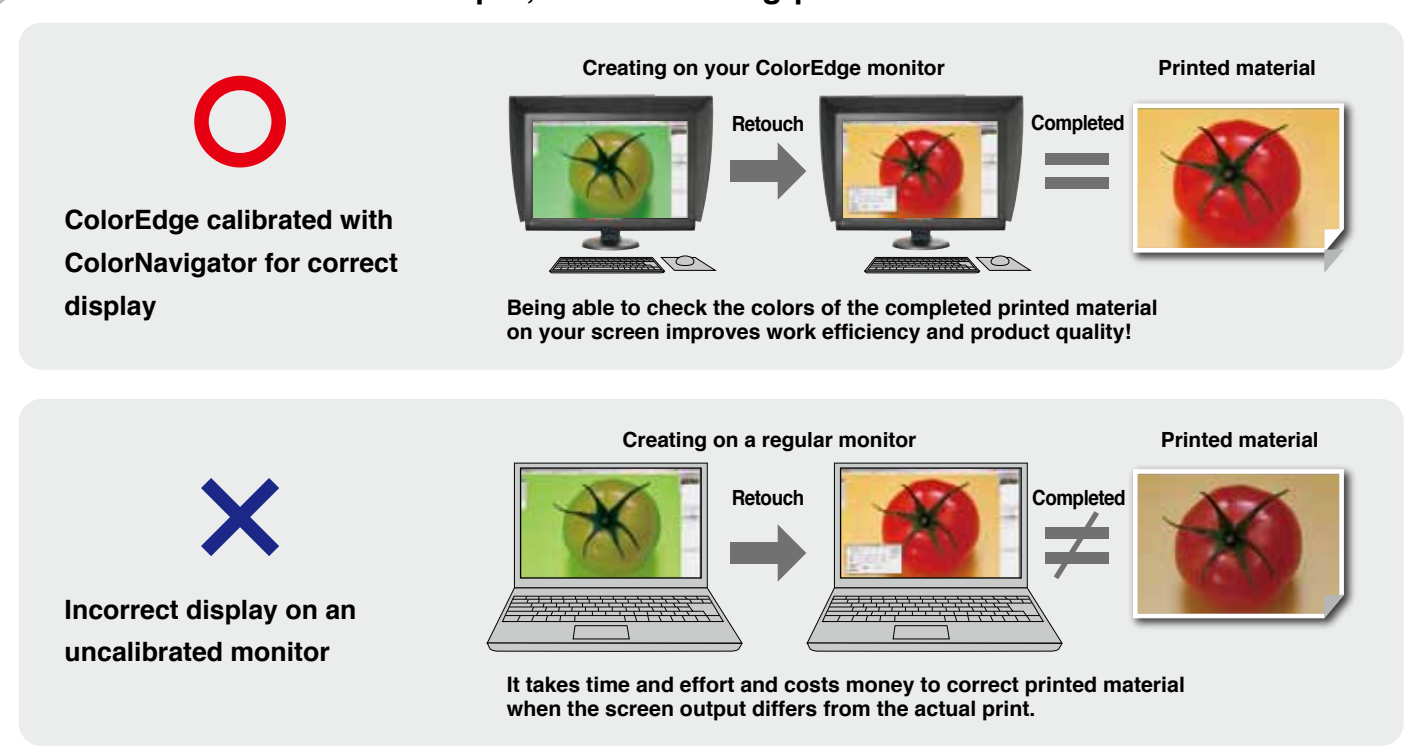 ColorEdge calibrated with
ColorNavigator for correct
display
Creating on your ColorEdge monitor
Printed material
Retouch
Completed
Being able to check the colors of the completed printed material
on your screen improves work efficiency and product quality!
Incorrect display on an
uncalibrated monitor
Creating on a regular monitor
Printed material
Retouch
Completed
It takes time and effort and costs money to correct printed material
when the screen output differs from the actual print.